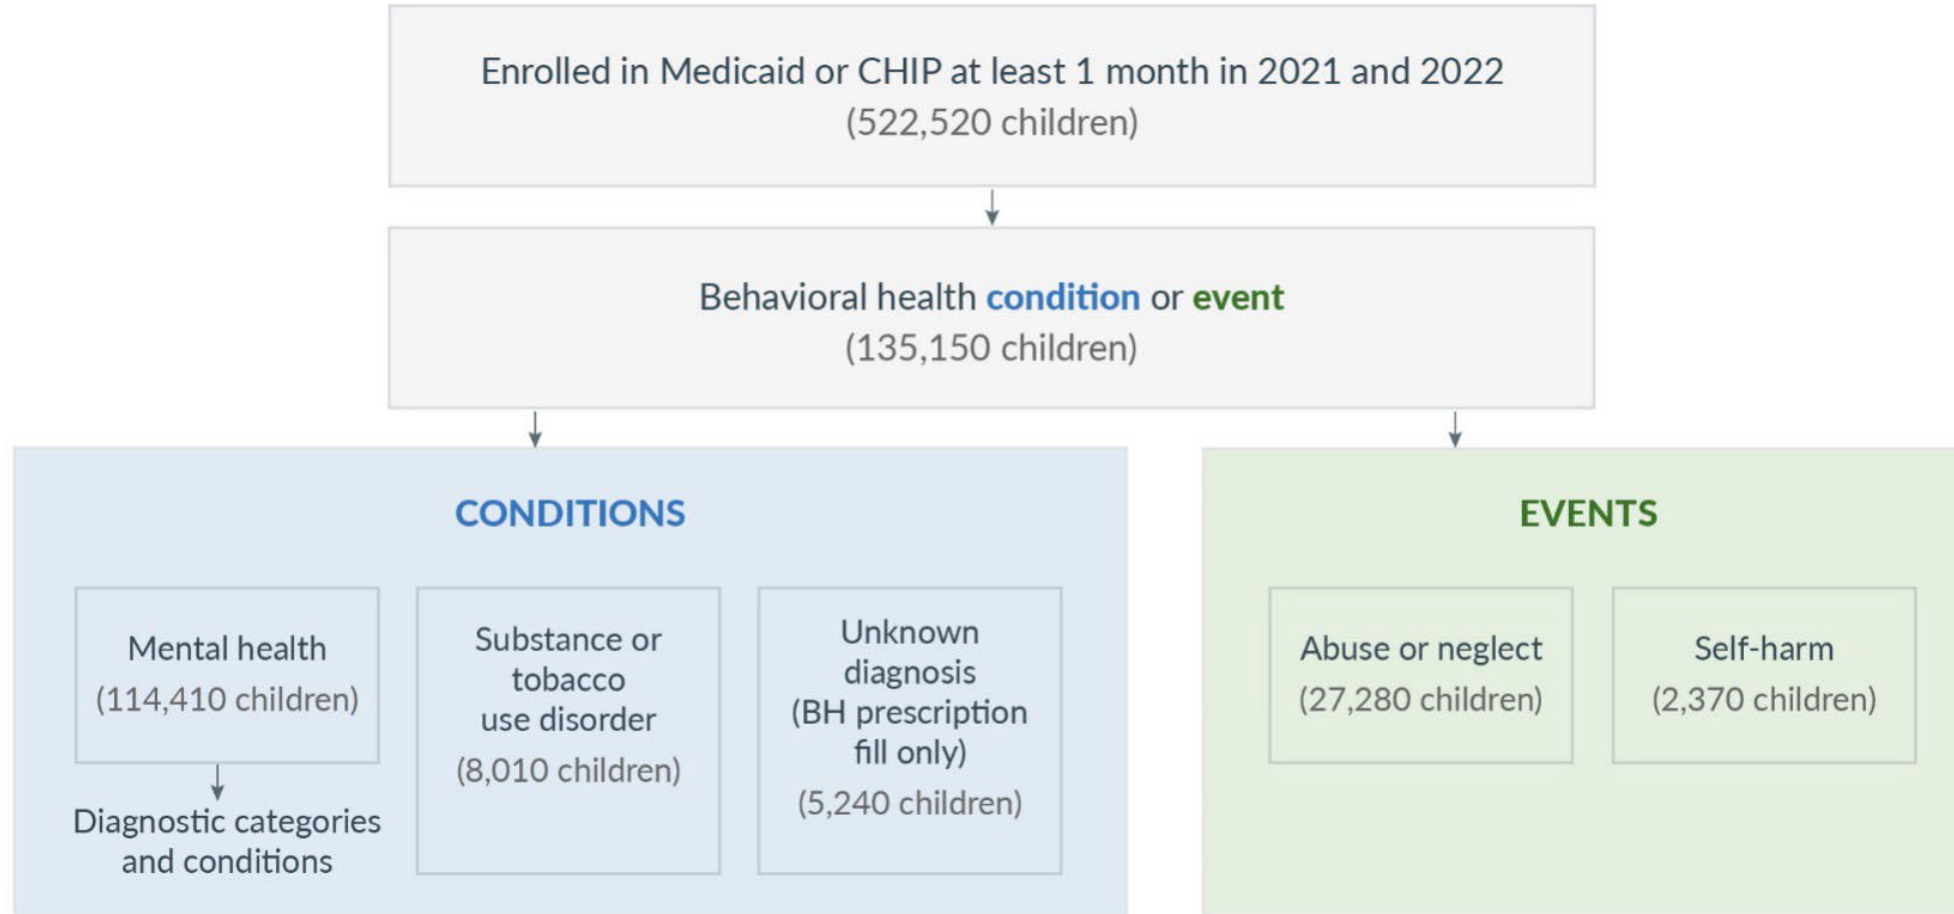 Enrolled in Medicaid or CHIP at least 1 month in 2021 and 2022
(522,520 children)
Behavioral health condition or event
(135,150 children)
CONDITIONS
Mental health
(114,410 children)
Diagnostic categories
and conditions
Substance or
tobacco
use disorder
(8,010 children)
Unknown
diagnosis
(BH prescription
fill only)
(5,240 children)
EVENTS
Abuse or neglect
(27,280 children)
Self-harm
(2,370 children)